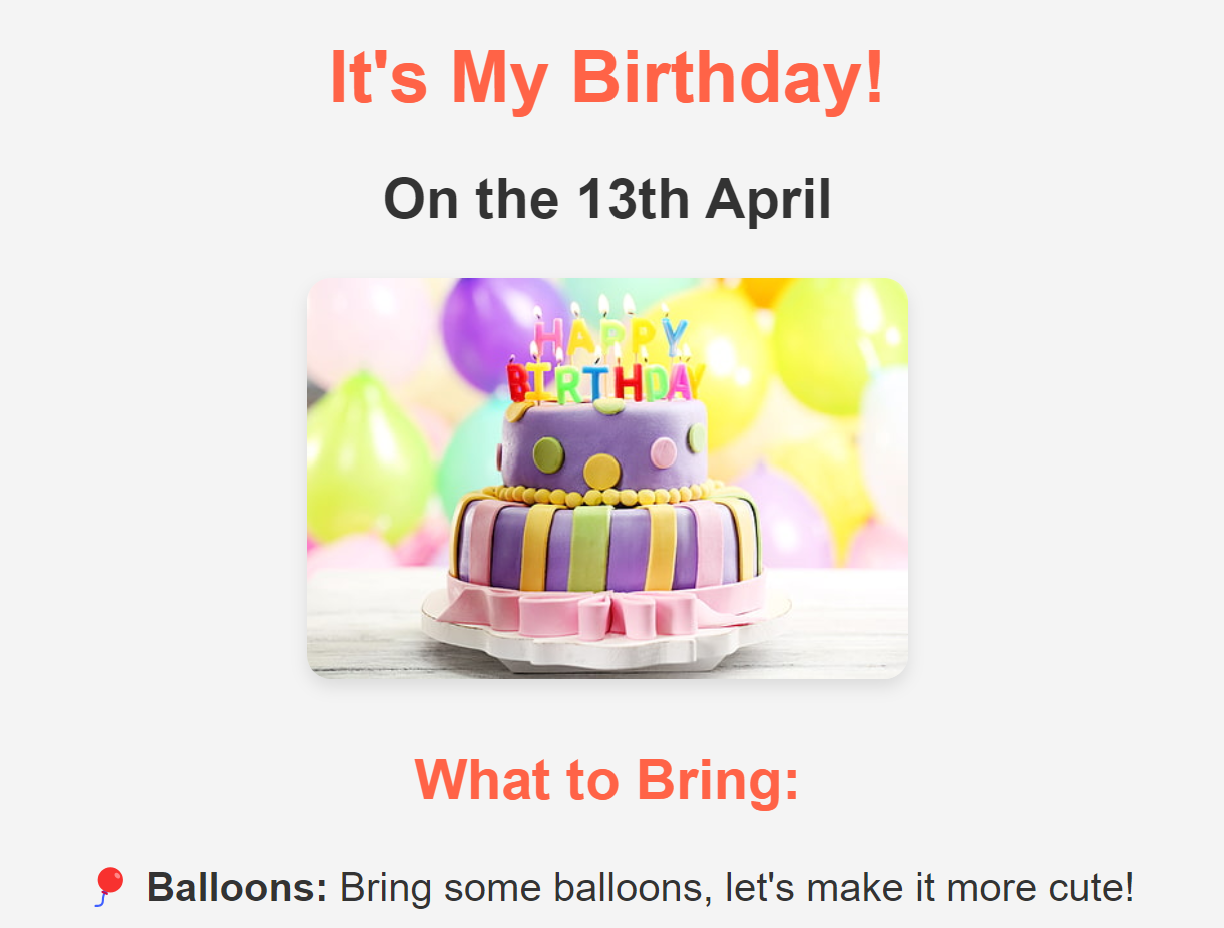 It's My Birthday!
On the 13th April
HAPPY
BIRTHDAY
What to Bring:
🎈 Balloons: Bring some balloons, let's make it more cute!